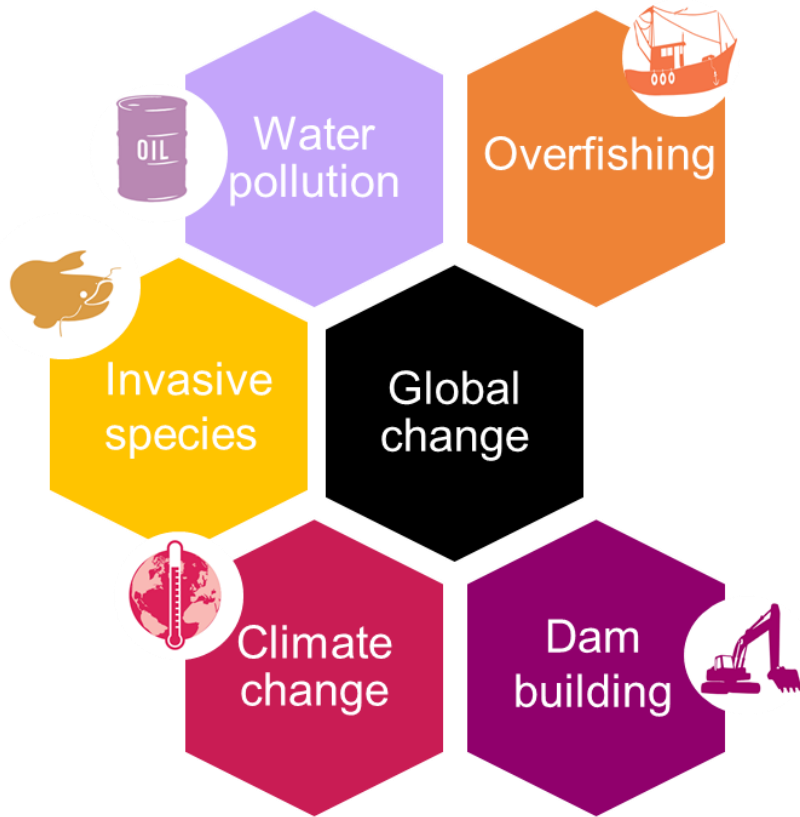 Water
pollution
OIL
Overfishing
Invasive
species
Global
change
Climate
change
Dam
building